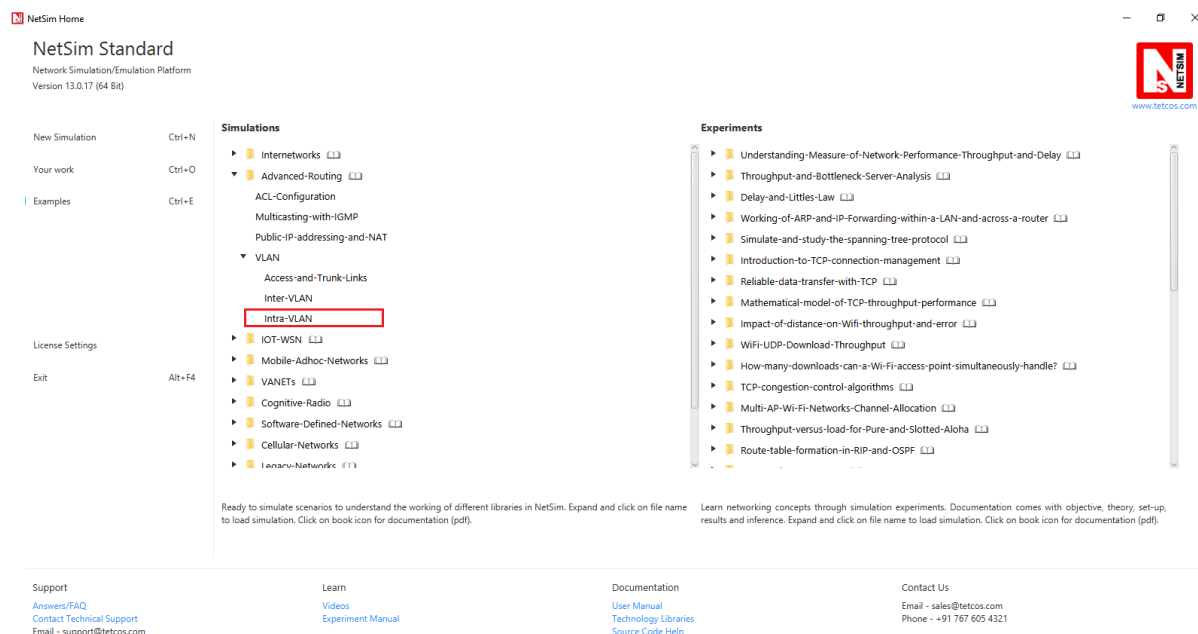 NetSim Home
NetSim Standard
Network Simulation/Emulation Platform
Version 13.0.17 (64 Bit)
NETSIM
www.tetcos.com
New Simulation Ctrl+N
Your work Ctrl+O
Examples Ctrl+E
License Settings
Exit Alt+F4
Simulations
Internetworks
Advanced-Routing
ACL-Configuration
Multicasting-with-IGMP
Public-IP-addressing-and-NAT
VLAN
Access-and-Trunk-Links
Inter-VLAN
Intra-VLAN
IOT-WSN
Mobile-Adhoc-Networks
VANETs
Cognitive-Radio
Software-Defined-Networks
Cellular-Networks
Legacy-Networks
Ready to simulate scenarios to understand the working of different libraries in NetSim. Expand and click on file name
to load simulation. Click on book icon for documentation (pdf).
Experiments
Understanding-Measure-of-Network-Performance-Throughput-and-Delay
Throughput-and-Bottleneck-Server-Analysis
Delay-and-Littles-Law
Working-of-ARP-and-IP-Forwarding-within-a-LAN-and-across-a-router
Simulate-and-study-the-spanning-tree-protocol
Introduction-to-TCP-connection-management
Reliable-data-transfer-with-TCP
Mathematical-model-of-TCP-throughput-performance
Impact-of-distance-on-Wifi-throughput-and-error
WiFi-UDP-Download-Throughput
How-many-downloads-can-a-Wi-Fi-access-point-simultaneously-handle?
TCP-congestion-control-algorithms
Multi-AP-Wi-Fi-Networks-Channel-Allocation
Throughput-versus-load-for-Pure-and-Slotted-Aloha
Route-table-formation-in-RIP-and-OSPF
Learn networking concepts through simulation experiments. Documentation comes with objective, theory, set-up,
results and inference. Expand and click on file name to load simulation. Click on book icon for documentation (pdf).
Support
Answers/FAQ
Contact Technical Support
Email - support@tetcos.com
Learn
Videos
Experiment Manual
Documentation
User Manual
Technology Libraries
Source Code Help
Contact Us
Email - sales@tetcos.com
Phone - +91 767 605 4321